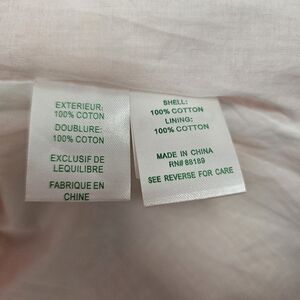 EXTERIEUR:
100% COTON
DOUBLURE:
100% COTON
EXCLUSIF DE
LEQUILIBRE
FABRIQUE EN
CHINE
SHELL:
100% COTTON
LINING:
100% COTTON
MADE IN CHINA
RN# 88189
SEE REVERSE FOR CARE